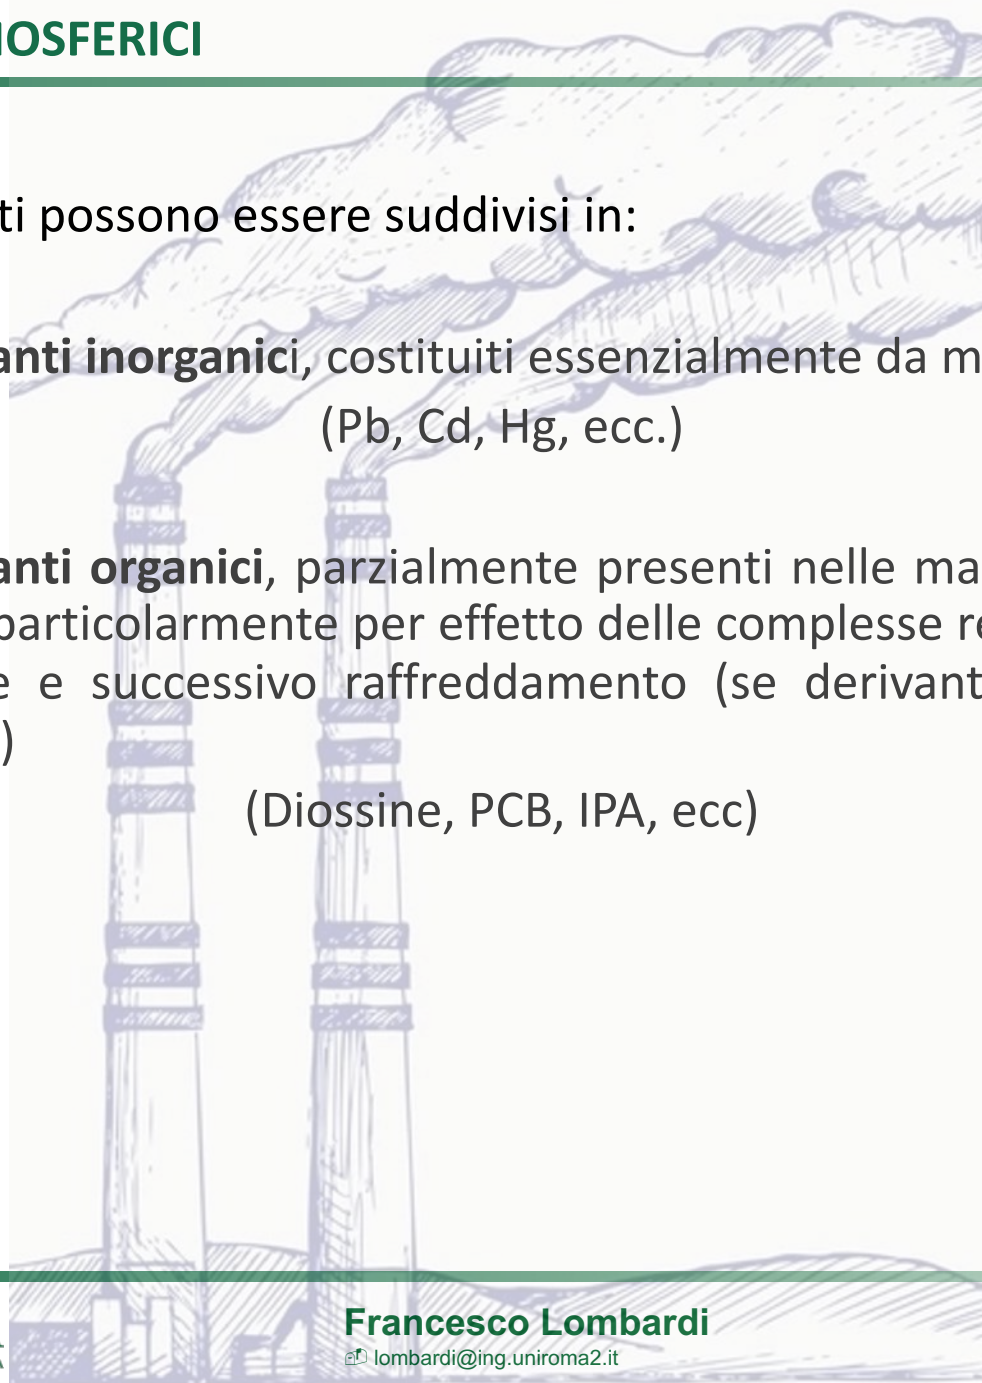 IOSFERICI
ti possono essere suddivisi in:
anti inorganici, costituiti essenzialmente da m
(Pb, Cd, Hg, ecc.)
anti organici, parzialmente presenti nelle ma
particolarmente per effetto delle complesse re
e e successivo raffreddamento (se derivant
)
(Diossine, PCB, IPA, ecc)
Francesco Lombardi
lombardi@ing.uniroma2.it